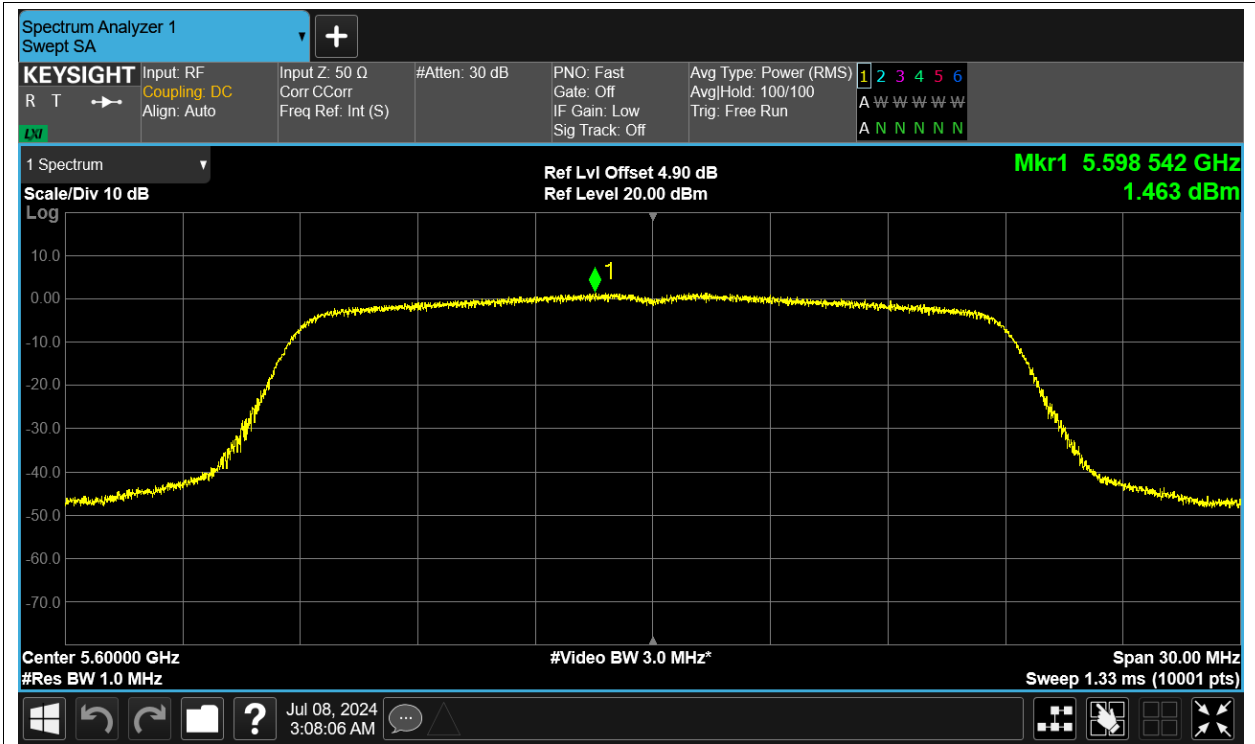 Spectrum Analyzer 1
Swept SA
KEYSIGHT
R T
LXI
Input: RF
Coupling: DC
Align: Auto
Input Z: 50 Ω
Corr CCorr
Freq Ref: Int (S)
#Atten: 30 dB
PNO: Fast
Gate: Off
IF Gain: Low
Sig Track: Off
Avg Type: Power (RMS)
Avg|Hold: 100/100
Trig: Free Run
1 2 3 4 5 6
A W W W W W
A N N N N N
1 Spectrum
Scale/Div 10 dB
Log
Ref Lvl Offset 4.90 dB
Ref Level 20.00 dBm
Mkr1 5.598 542 GHz
1.463 dBm
1
10.0
0.00
-10.0
-20.0
-30.0
-40.0
-50.0
-60.0
-70.0
Center 5.60000 GHz
#Res BW 1.0 MHz
#Video BW 3.0 MHz*
Span 30.00 MHz
Sweep 1.33 ms (10001 pts)
?
Jul 08, 2024
3:08:06 AM